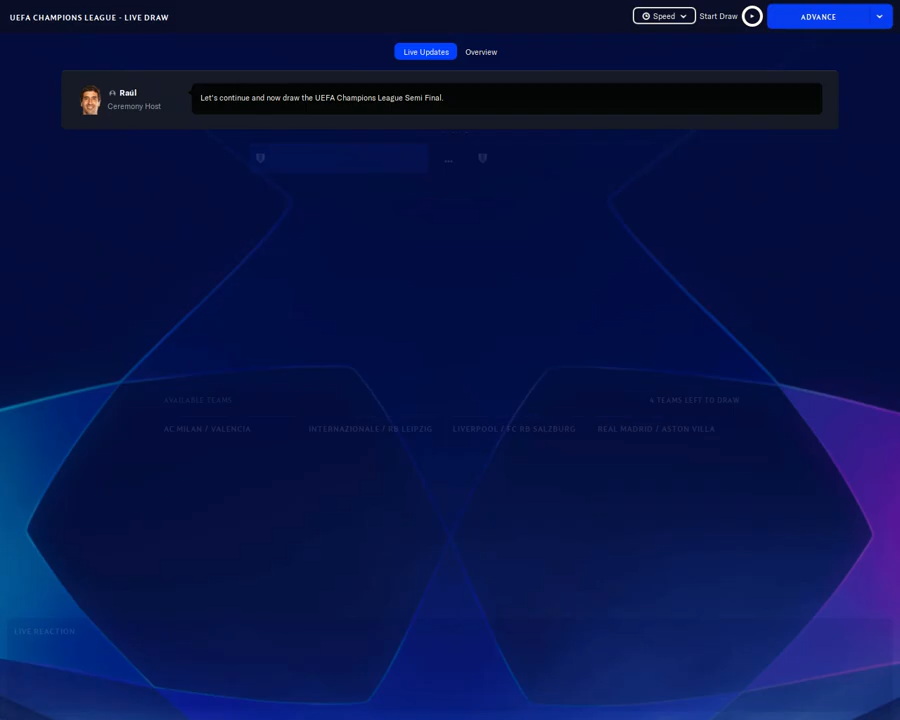 UEFA CHAMPIONS LEAGUE - LIVE DRAW
Speed
Start Draw
ADVANCE
Live Updates
Overview
Raúl
Ceremony Host
Let's continue and now draw the UEFA Champions League Semi Final.
AVAILABLE TEAMS
4 TEAMS LEFT TO DRAW
AC MILAN / VALENCIA
INTERNAZIONALE / RB LEIPZIG
LIVERPOOL / FC RB SALZBURG
REAL MADRID / ASTON VILLA
LIVE REACTION